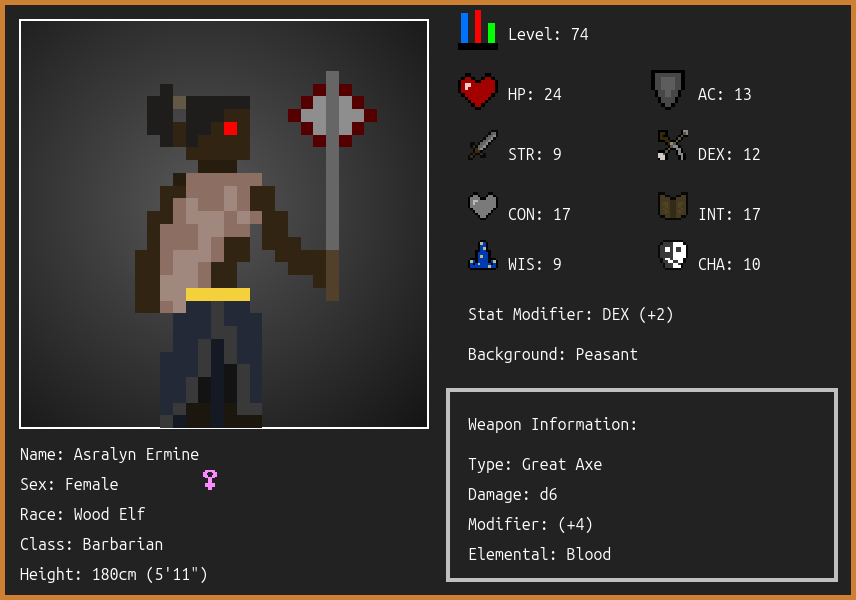 Level: 74
HP: 24
AC: 13
STR: 9
DEX: 12
CON: 17
INT: 17
WIS: 9
CHA: 10
Stat Modifier: DEX (+2)
Background: Peasant
Weapon Information:
Type: Great Axe
Damage: d6
Modifier: (+4)
Elemental: Blood
Name: Asralyn Ermine
Sex: Female
Race: Wood Elf
Class: Barbarian
Height: 180cm (5'11")